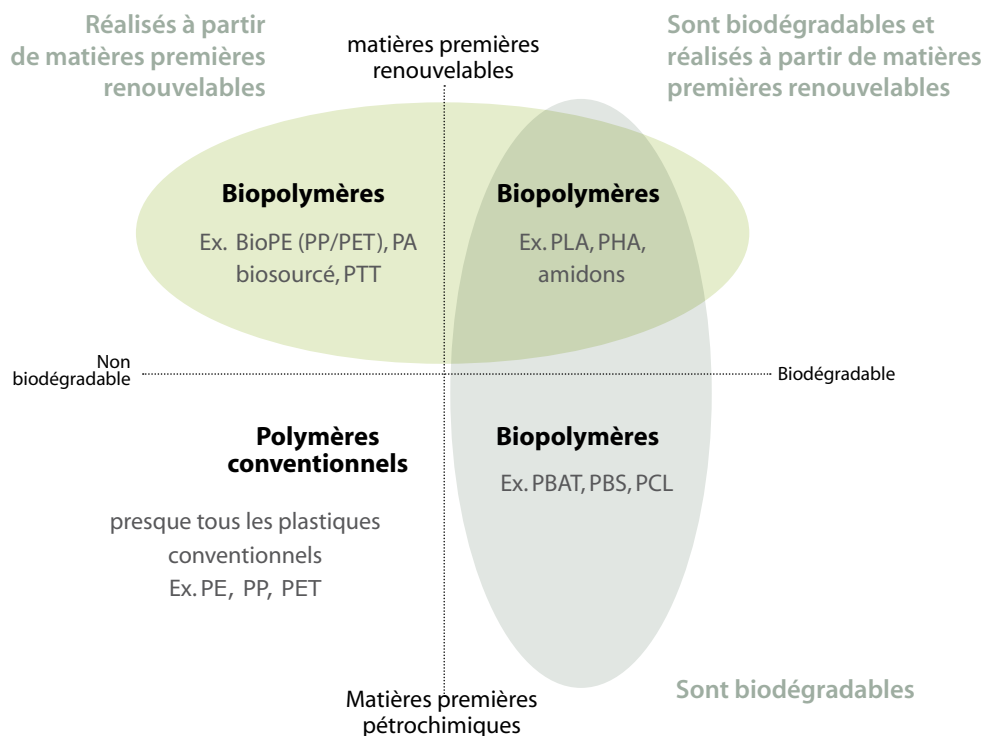 Réalisés à partir
de matières premières
renouvelables
matières premières
renouvelables
Sont biodégradables et
réalisés à partir de matières
premières renouvelables
Biopolymères
Ex. BioPE (PP/PET), PA
biosourcé, PTT
Biopolymères
Ex. PLA, PHA,
amidons
Non
biodégradable
Biodégradable
Polymères
conventionnels
presque tous les plastiques
conventionnels
Ex. PE, PP, PET
Biopolymères
Ex. PBAT, PBS, PCL
Matières premières
pétrochimiques
Sont biodégradables